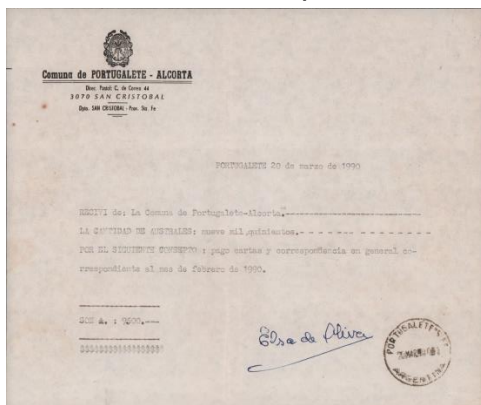 Comuna de PORTUGALETE - ALCORTA
Direc. Postal: C. de Correo 44
3070 SAN CRISTOBAL
Dpto. SAN CRISTOBAL - Prov. Sta. Fe
PORTUGALETE 20 de marzo de 1990
RECIVI de: La Comuna de Portugalete-Alcorta.-
LA CANTIDAD DE AUSTRALES: nueve mil quinientos.- - - - - - - - - - - - - - -
POR EL SIGUIENTE CONCEPTO : pago cartas y correspondencia en general co-
rrespondiente al mes de febrero de 1990.
SON A. : 9500.---
Elsa de Oliva
PORTUGALETE
ARGENTINA